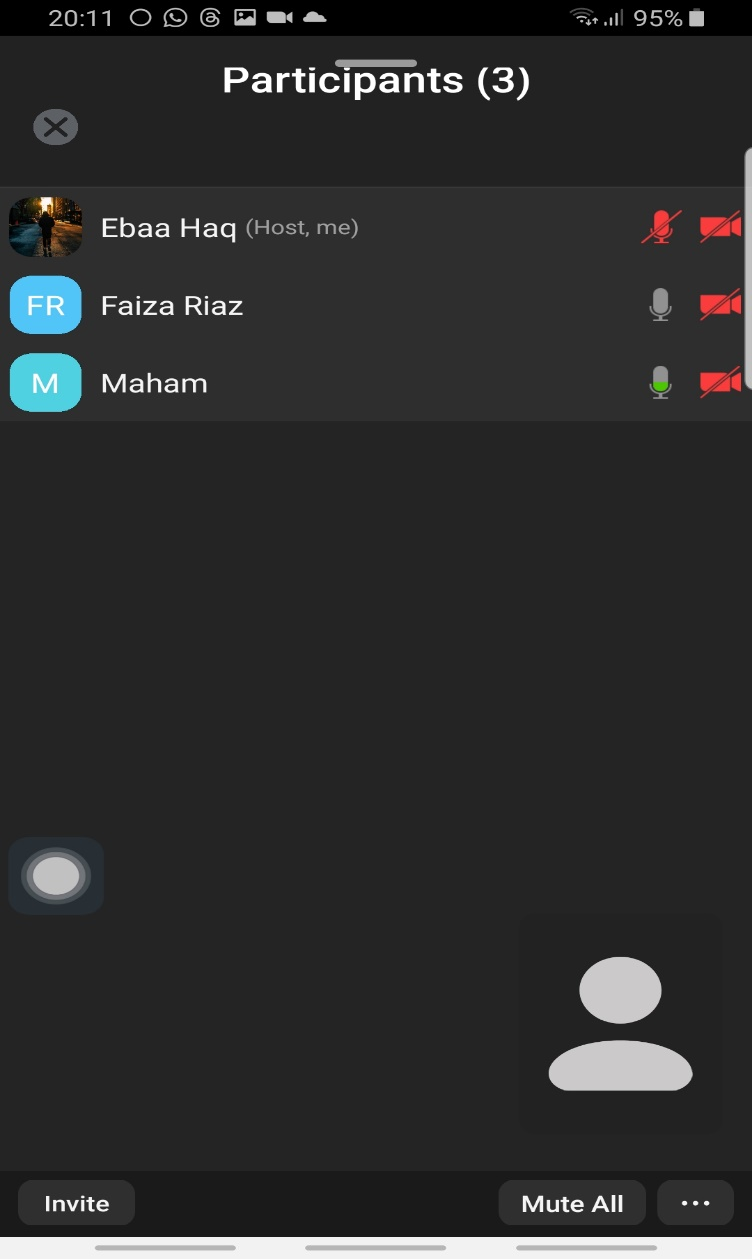 20:11 95%
Participants (3)
Ebaa Haq (Host, me)
FR Faiza Riaz
M Maham
Invite Mute All ...